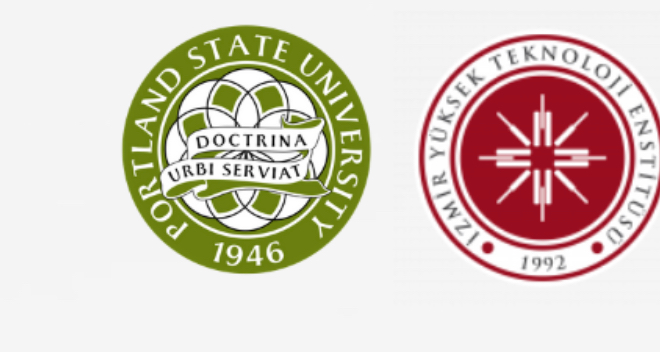 PORTLAND STATE UNIVERSITY
DOCTRINA
URBI SERVIAT
1946
İZMİR YÜKSEK TEKNOLOJİ ENSTİTÜSÜ
1992